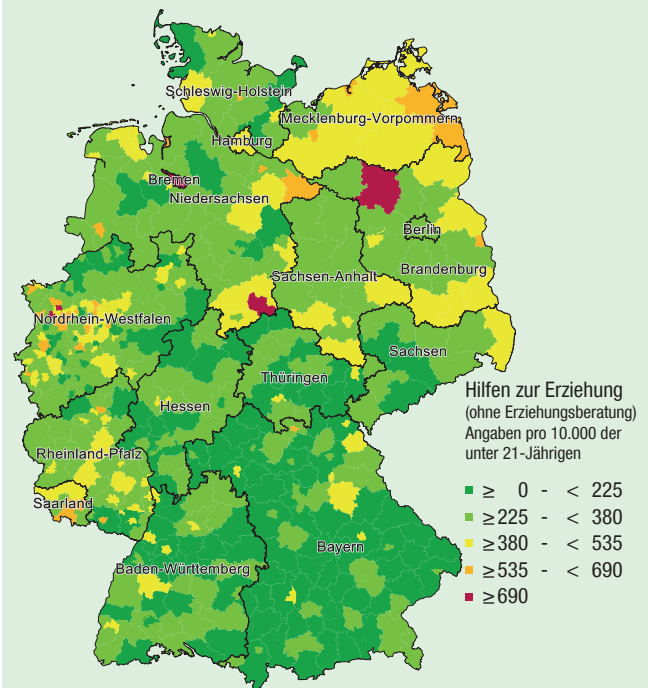 Schleswig-Holstein
Mecklenburg-Vorpommern
Hamburg
Bremen
Niedersachsen
Berlin
Sachsen-Anhalt
Brandenburg
Nordrhein-Westfalen
Sachsen
Thüringen
Hessen
Rheinland-Pfalz
Saarland
Bayern
Baden-Württemberg
Hilfen zur Erziehung
(ohne Erziehungsberatung)
Angaben pro 10.000 der
unter 21-Jährigen
≥ 0 - < 225
≥225 - < 380
≥380 - < 535
≥535 - < 690
≥690